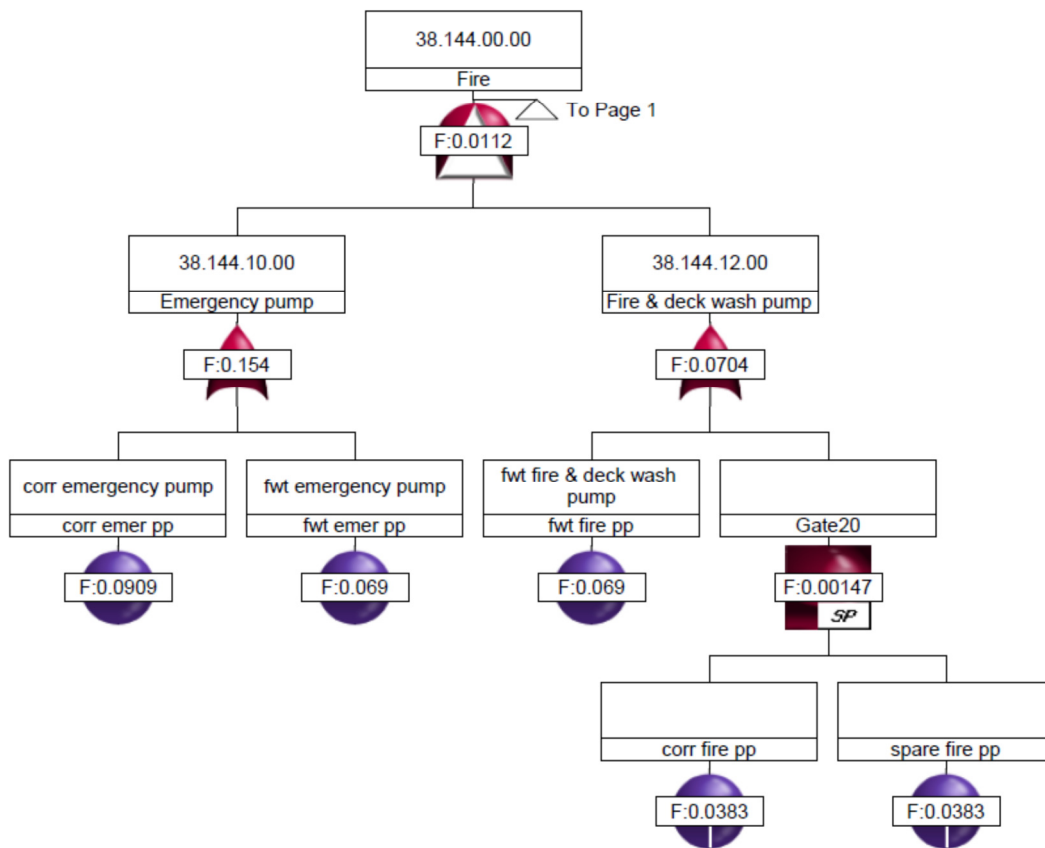 38.144.00.00
Fire
To Page 1
F:0.0112
38.144.10.00
Emergency pump
F:0.154
38.144.12.00
Fire & deck wash pump
F:0.0704
corr emergency pump
corr emer pp
F:0.0909
fwt emergency pump
fwt emer pp
F:0.069
fwt fire & deck wash
pump
fwt fire pp
F:0.069
Gate20
F:0.00147
SP
corr fire pp
F:0.0383
spare fire pp
F:0.0383